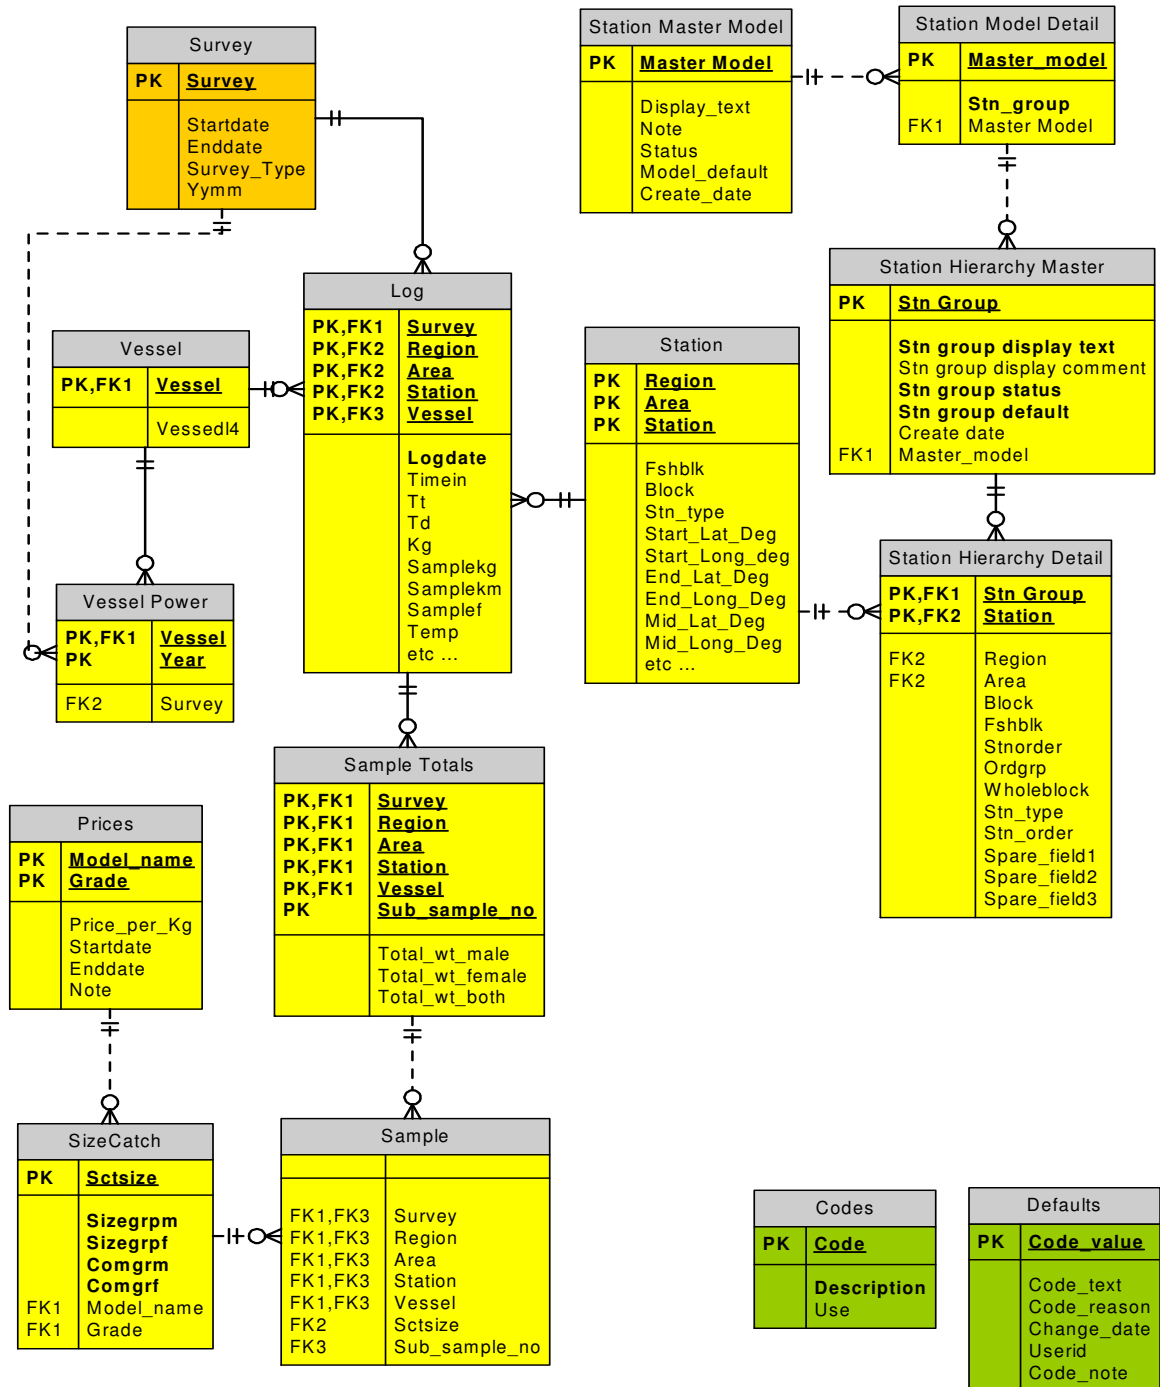 Survey
PK Survey
Startdate
Enddate
Survey_Type
Yymm
Station Master Model
PK Master Model
Display_text
Note
Status
Model_default
Create_date
Station Model Detail
PK Master_model
Stn_group
FK1 Master Model
Station Hierarchy Master
PK Stn Group
Stn group display text
Stn group display comment
Stn group status
Stn group default
Create date
FK1 Master_model
Log
PK,FK1 Survey
PK,FK2 Region
PK,FK2 Area
PK,FK2 Station
PK,FK3 Vessel
Logdate
Timein
Tt
Td
Kg
Samplekg
Samplekm
Samplef
Temp
etc ...
Vessel
PK,FK1 Vessel
Vessedl4
Station
PK Region
PK Area
PK Station
Fshblk
Block
Stn_type
Start_Lat_Deg
Start_Long_deg
End_Lat_Deg
End_Long_Deg
Mid_Lat_Deg
Mid_Long_Deg
etc ...
Station Hierarchy Detail
PK,FK1 Stn Group
PK,FK2 Station
FK2 Region
FK2 Area
Block
Fshblk
Stnorder
Ordgrp
Wholeblock
Stn_type
Stn_order
Spare_field1
Spare_field2
Spare_field3
Vessel Power
PK,FK1 Vessel
PK Year
FK2 Survey
Sample Totals
PK,FK1 Survey
PK,FK1 Region
PK,FK1 Area
PK,FK1 Station
PK,FK1 Vessel
PK Sub_sample_no
Total_wt_male
Total_wt_female
Total_wt_both
Prices
PK Model_name
PK Grade
Price_per_Kg
Startdate
Enddate
Note
SizeCatch
PK Sctsize
Sizegrpm
Sizegrpf
Comgrm
Comgrf
FK1 Model_name
FK1 Grade
Sample
FK1,FK3 Survey
FK1,FK3 Region
FK1,FK3 Area
FK1,FK3 Station
FK1,FK3 Vessel
FK2 Sctsize
FK3 Sub_sample_no
Codes
PK Code
Description
Use
Defaults
PK Code_value
Code_text
Code_reason
Change_date
Userid
Code_note